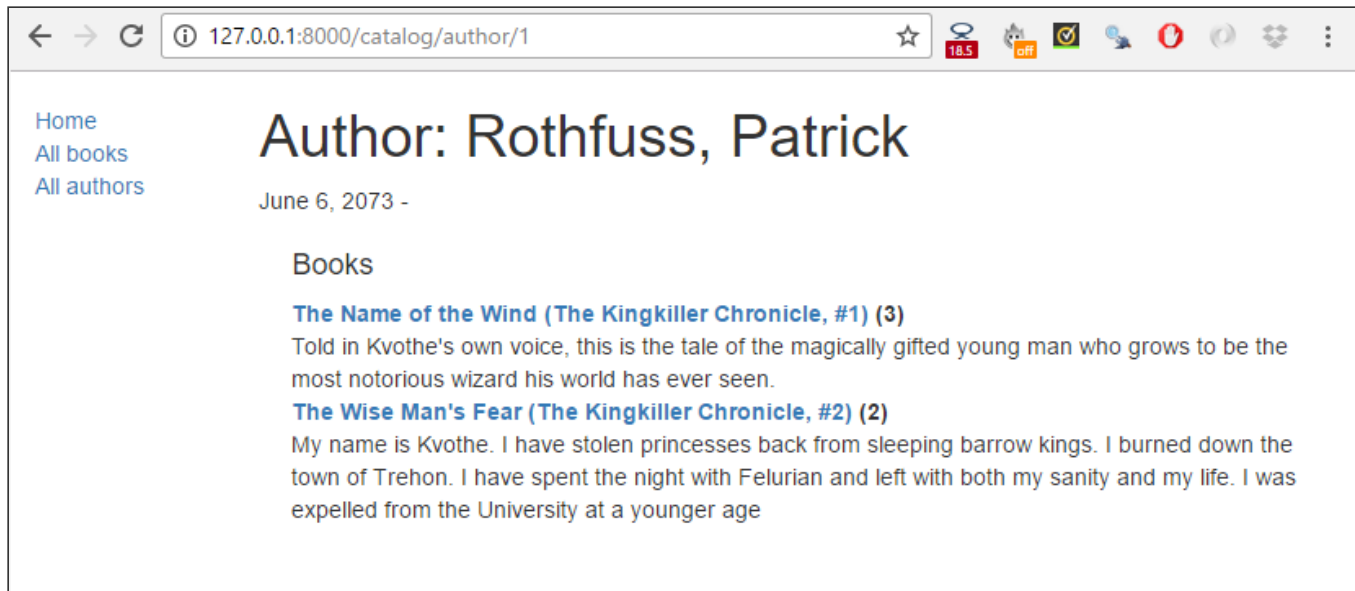 127.0.0.1:8000/catalog/author/1
18.5
off
Home
All books
All authors
Author: Rothfuss, Patrick
June 6, 2073 -
Books
The Name of the Wind (The Kingkiller Chronicle, #1) (3)
Told in Kvothe's own voice, this is the tale of the magically gifted young man who grows to be the
most notorious wizard his world has ever seen.
The Wise Man's Fear (The Kingkiller Chronicle, #2) (2)
My name is Kvothe. I have stolen princesses back from sleeping barrow kings. I burned down the
town of Trehon. I have spent the night with Felurian and left with both my sanity and my life. I was
expelled from the University at a younger age